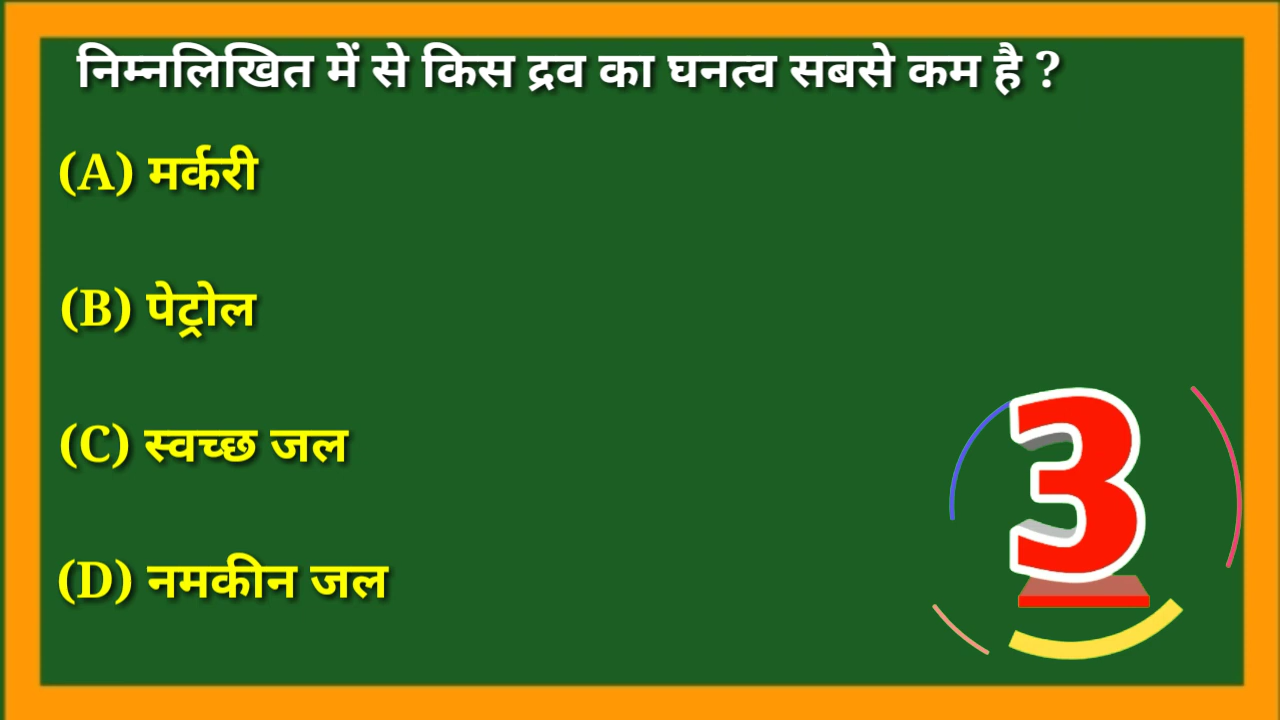 निम्नलिखित में से किस द्रव का घनत्व सबसे कम है ?
(A) मर्करी
(B) पेट्रोल
(C) स्वच्छ जल
(D) नमकीन जल
3